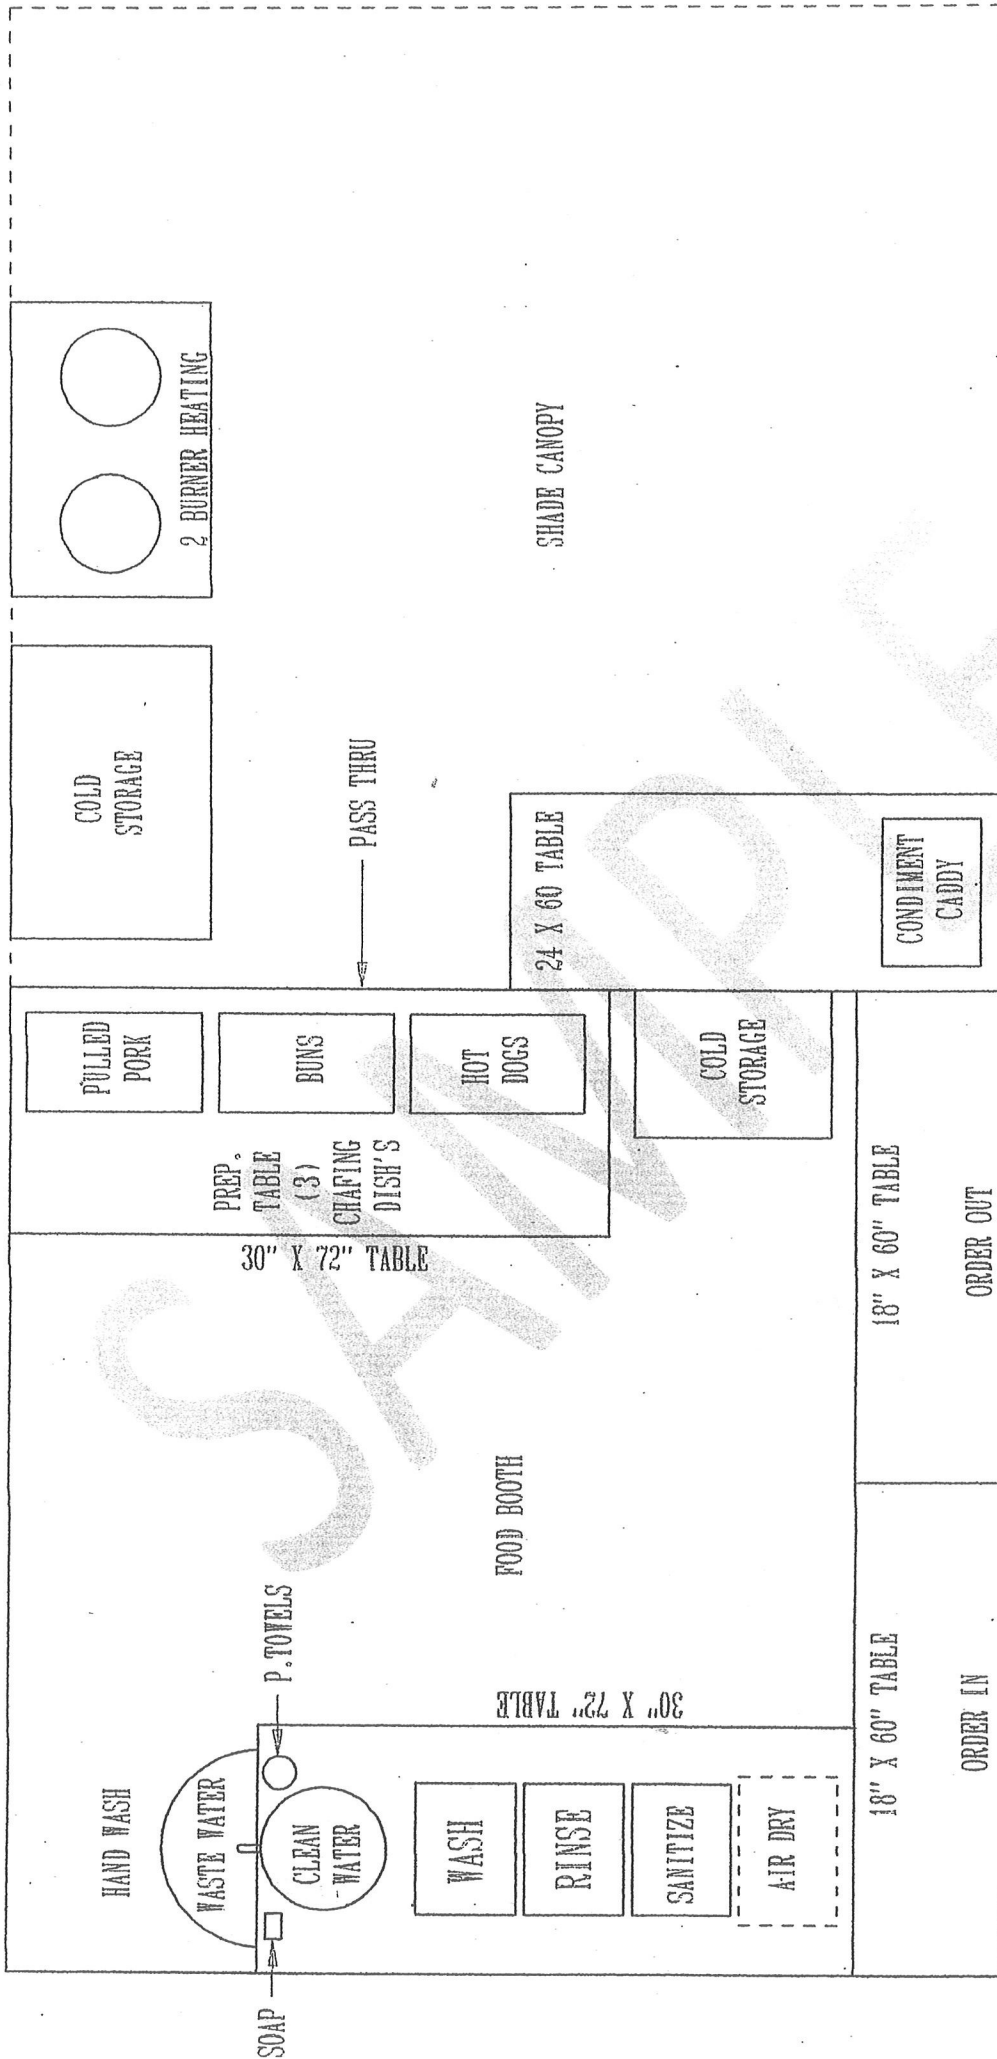 HAND WASH
WASTE WATER
CLEAN
WATER
SOAP
P.TOWELS
WASH
RINSE
SANITIZE
AIR DRY
30" X 72" TABLE
FOOD BOOTH
PREP.
TABLE
(3)
CHAFING
DISH'S
30" X 72" TABLE
PULLED
PORK
BUNS
HOT
DOGS
COLD
STORAGE
PASS THRU
COLD
STORAGE
2 BURNER HEATING
SHADE CANOPY
24 X 60 TABLE
CONDIMENT
CADDY
18" X 60" TABLE
ORDER IN
18" X 60" TABLE
ORDER OUT
SAMPLE